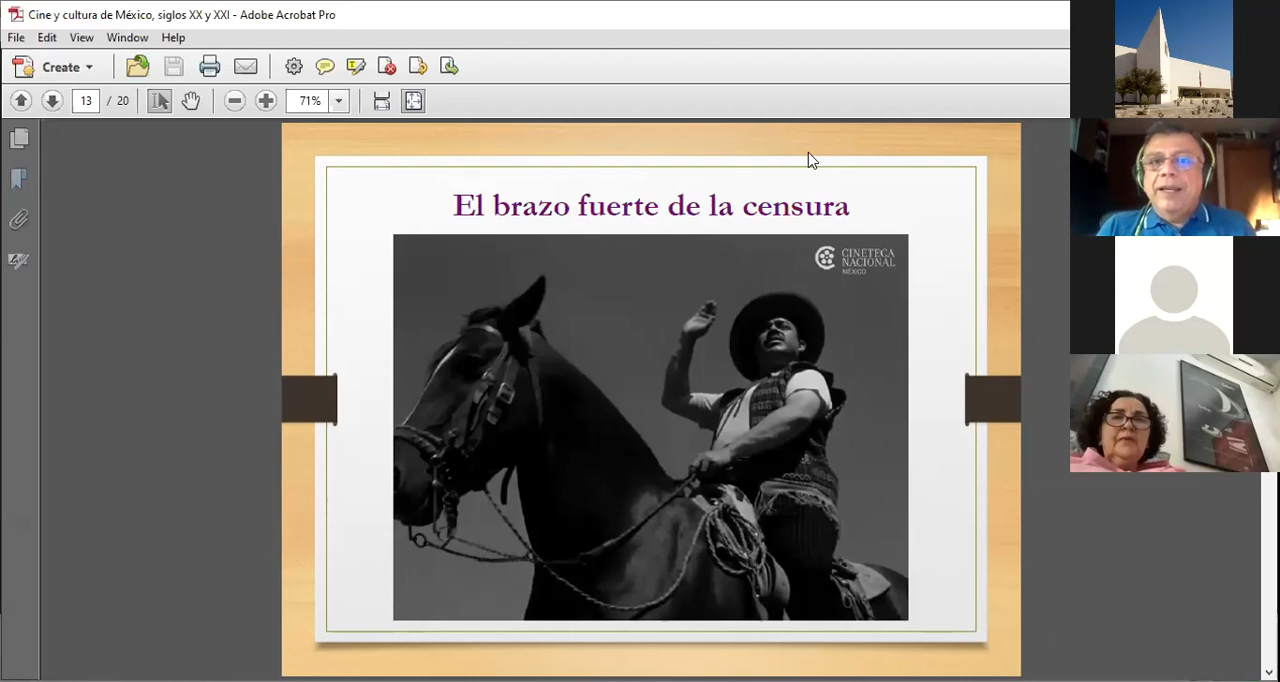 Cine y cultura de México, siglos XX y XXI - Adobe Acrobat Pro
File Edit View Window Help
Create
13 / 20 71%
El brazo fuerte de la censura
CINETECA
NACIONAL
MÉXICO